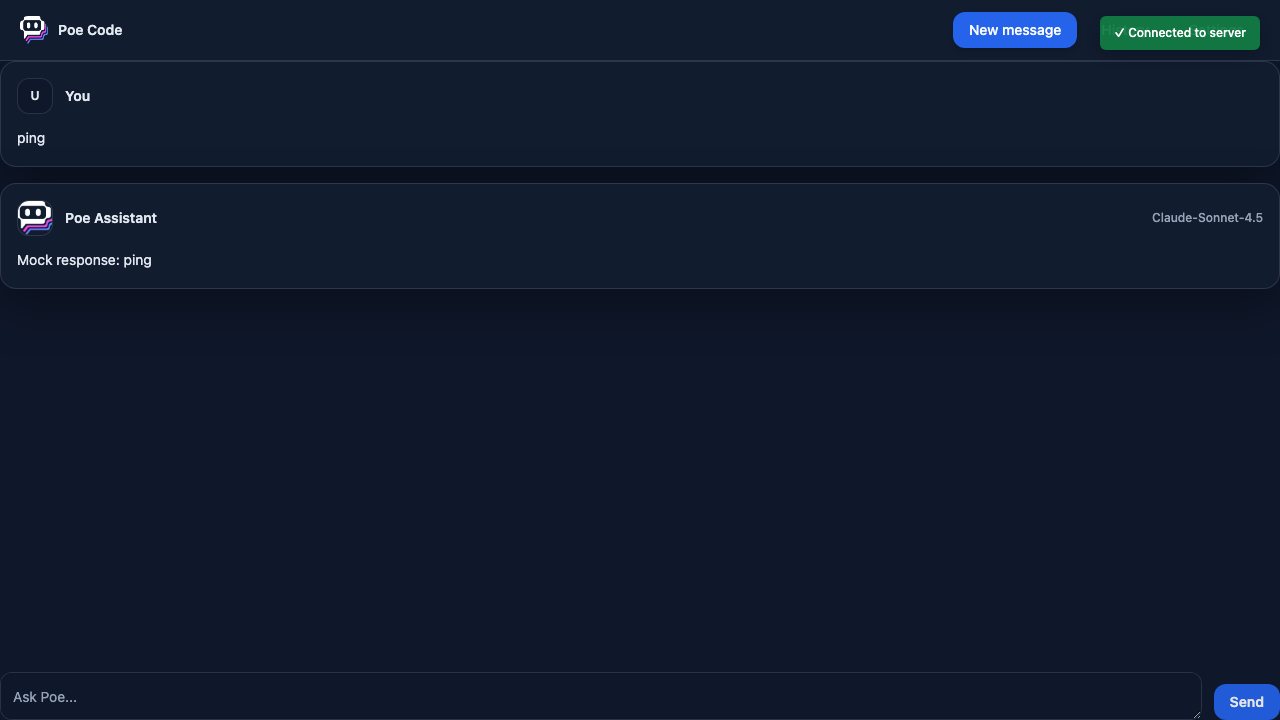 Poe Code
New message
✓ Connected to server
U
You
ping
Poe Assistant
Claude-Sonnet-4.5
Mock response: ping
Ask Poe...
Send